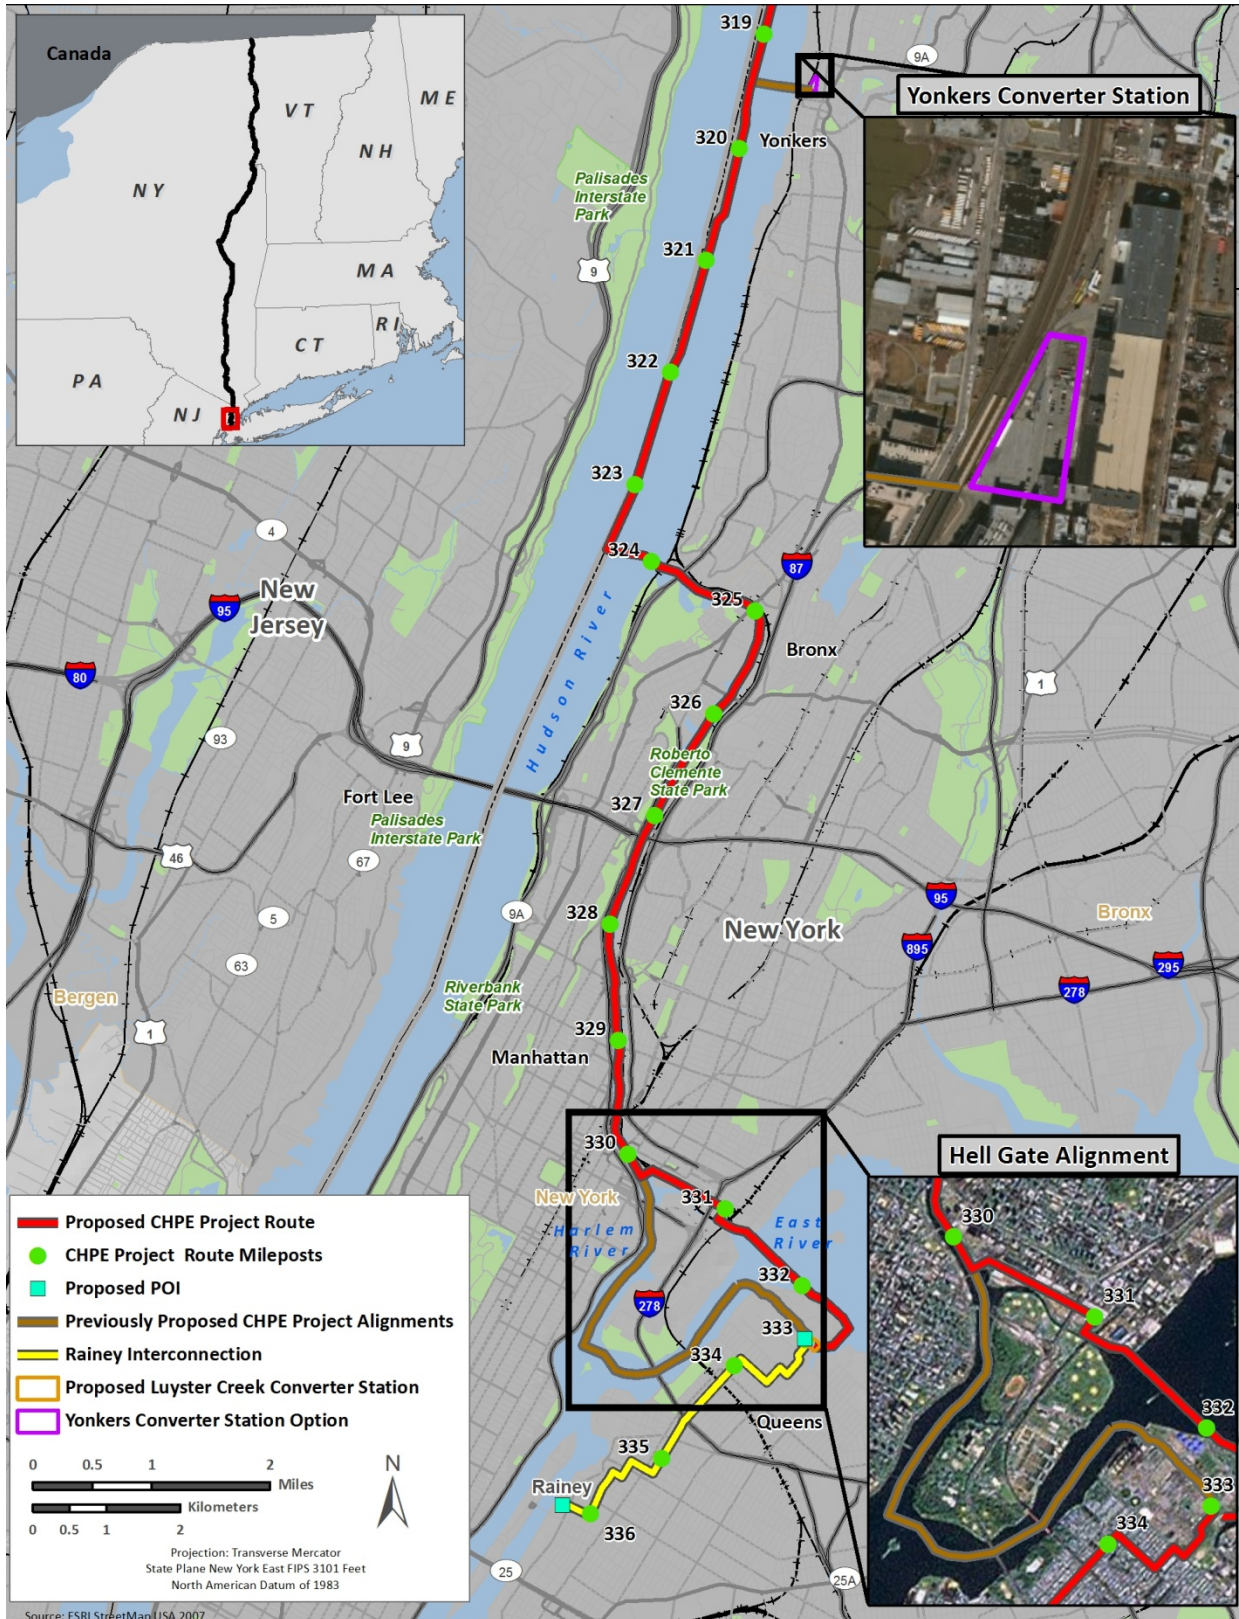 Canada
VT
ME
NH
NY
MA
RI
CT
PA
NJ
319
9A
Yonkers Converter Station
320
Yonkers
Palisades
Interstate
Park
321
9
322
323
4
324
87
New
Jersey
95
325
Hudson River
Bronx
80
1
326
93
9
Roberto
Clemente
State Park
Fort Lee
327
Palisades
Interstate Park
46
67
95
9A
5
328
New York
Bronx
895
63
295
278
Riverbank
State Park
Bergen
1
329
Manhattan
330
Hell Gate Alignment
New York
331
Harlem
River
East
River
332
278
333
334
Queens
335
Rainey
336
25
25A
330
331
332
333
334
Proposed CHPE Project Route
CHPE Project Route Mileposts
Proposed POI
Previously Proposed CHPE Project Alignments
Rainey Interconnection
Proposed Luyster Creek Converter Station
Yonkers Converter Station Option
0 0.5 1 2
Miles
Kilometers
0 0.5 1 2
N
Projection: Transverse Mercator
State Plane New York East FIPS 3101 Feet
North American Datum of 1983
Source: ESRI StreetMap USA 2007